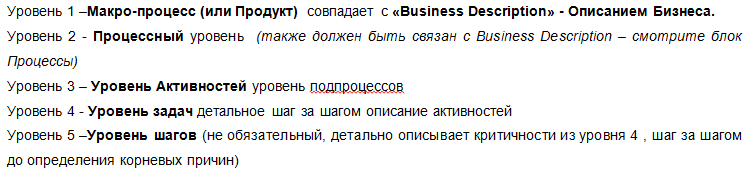 Уровень 1 –Макро-процесс (или Продукт) совпадает с «Business Description» - Описанием Бизнеса.
Уровень 2 - Процессный уровень (также должен быть связан с Business Description – смотрите блок
Процессы)
Уровень 3 – Уровень Активностей уровень подпроцессов
Уровень 4 - Уровень задач детальное шаг за шагом описание активностей
Уровень 5 –Уровень шагов (не обязательный, детально описывает критичности из уровня 4 , шаг за шагом
до определения корневых причин)